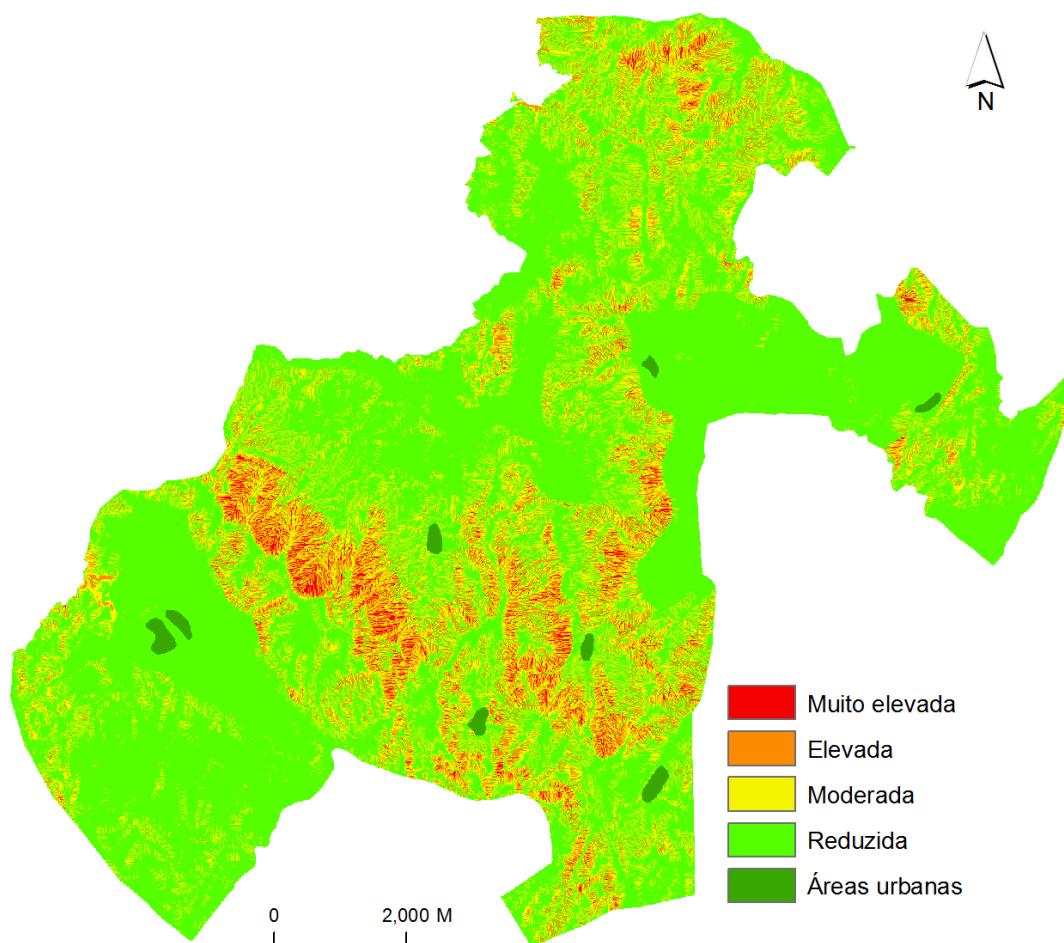 N
Muito elevada
Elevada
Moderada
Reduzida
Áreas urbanas
0 2,000 M